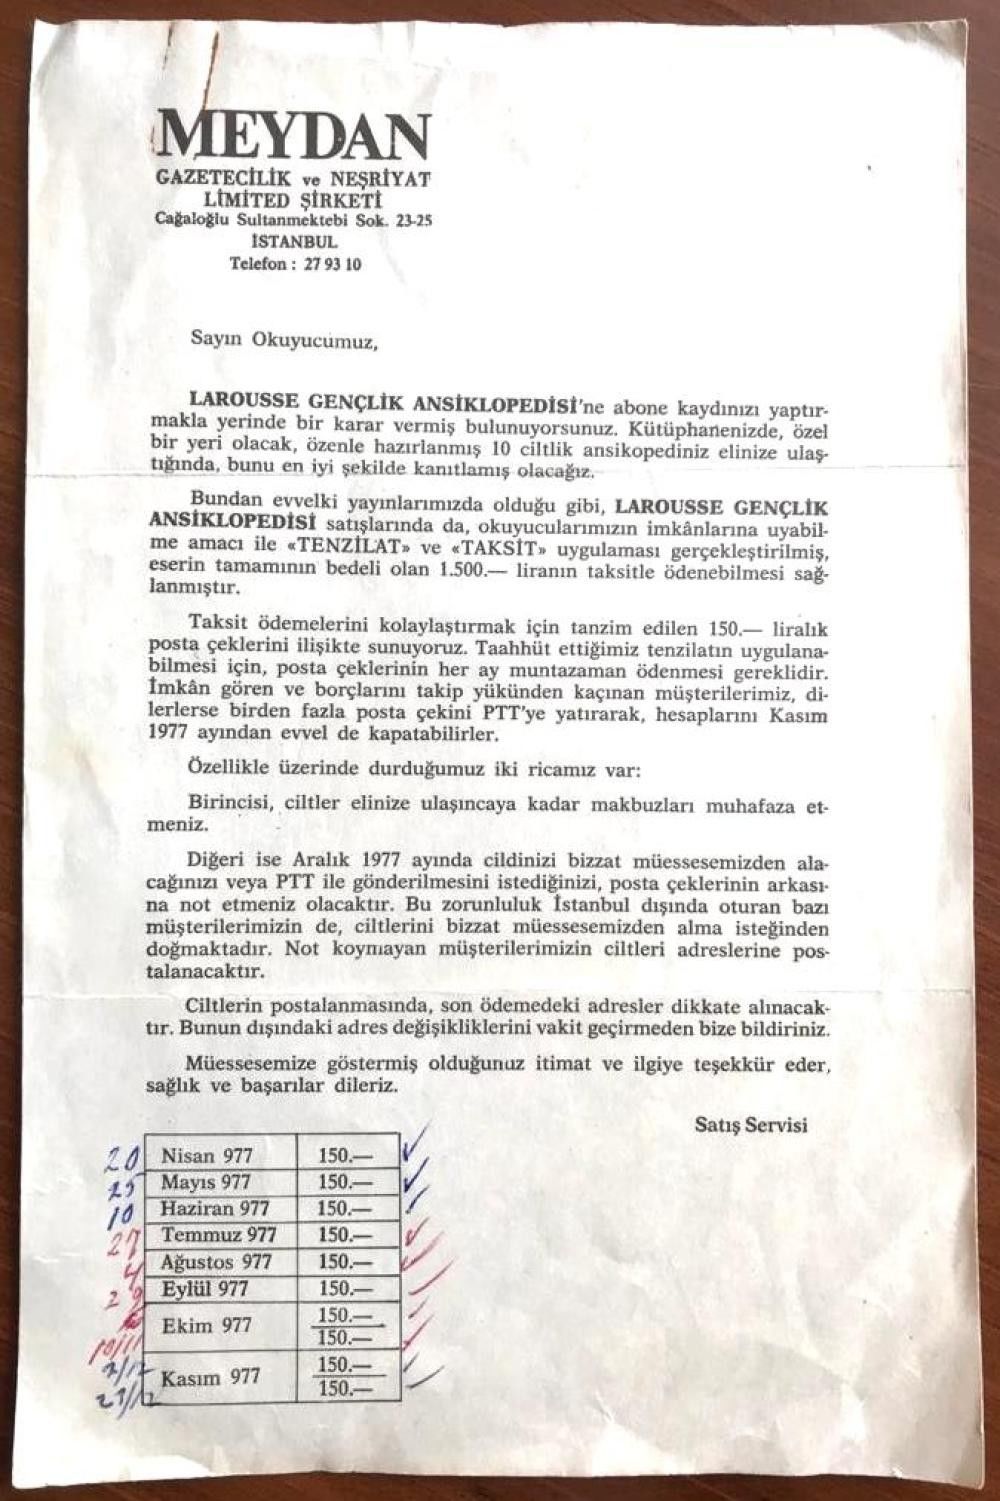 MEYDAN
GAZETECİLİK ve NEŞRİYAT
LİMİTED ŞİRKETİ
Cağaloğlu Sultanmektebi Sok. 23-25
İSTANBUL
Telefon : 27 93 10
Sayın Okuyucumuz,
LAROUSSE GENÇLİK ANSİKLOPEDİSİ'ne abone kaydınızı yaptır-
makla yerinde bir karar vermiş bulunuyorsunuz. Kütüphanenizde, özel
bir yeri olacak, özenle hazırlanmış 10 ciltlik ansikopediniz elinize ulaş-
tığında, bunu en iyi şekilde kanıtlamış olacağız.
Bundan evvelki yayınlarımızda olduğu gibi, LAROUSSE GENÇLİK
ANSİKLOPEDİSİ satışlarında da, okuyucularımızın imkânlarına uyabil-
me amacı ile «TENZİLAT» ve «TAKSİT» uygulaması gerçekleştirilmiş,
eserin tamamının bedeli olan 1.500.— liranın taksitle ödenebilmesi sağ-
lanmıştır.
Taksit ödemelerini kolaylaştırmak için tanzim edilen 150.— liralık
posta çeklerini ilişikte sunuyoruz. Taahhüt ettiğimiz tenzilatın uygulana-
bilmesi için, posta çeklerinin her ay muntazaman ödenmesi gereklidir.
İmkân gören ve borçlarını takip yükünden kaçınan müşterilerimiz, di-
lerlerse birden fazla posta çekini PTT'ye yatırarak, hesaplarını Kasım
1977 ayından evvel de kapatabilirler.
Özellikle üzerinde durduğumuz iki ricamız var:
Birincisi, ciltler elinize ulaşıncaya kadar makbuzları muhafaza et-
meniz.
Diğeri ise Aralık 1977 ayında cildinizi bizzat müessesemizden ala-
cağınızı veya PTT ile gönderilmesini istediğinizi, posta çeklerinin arkası-
na not etmeniz olacaktır. Bu zorunluluk İstanbul dışında oturan bazı
müşterilerimizin de, ciltlerini bizzat müessesemizden alma isteğinden
doğmaktadır. Not koymayan müşterilerimizin ciltleri adreslerine pos-
talanacaktır.
Ciltlerin postalanmasında, son ödemedeki adresler dikkate alınacak-
tır. Bunun dışındaki adres değişikliklerini vakit geçirmeden bize bildiriniz.
Müessesemize göstermiş olduğunuz itimat ve ilgiye teşekkür eder,
sağlık ve başarılar dileriz.
Satış Servisi
20 Nisan 977 150.—
25 Mayıs 977 150.—
10 Haziran 977 150.—
27 Temmuz 977 150.—
4 Ağustos 977 150.—
29 Eylül 977 150.—
Ekim 977 150.—
10/11 150.—
2/12 Kasım 977 150.—
150.—